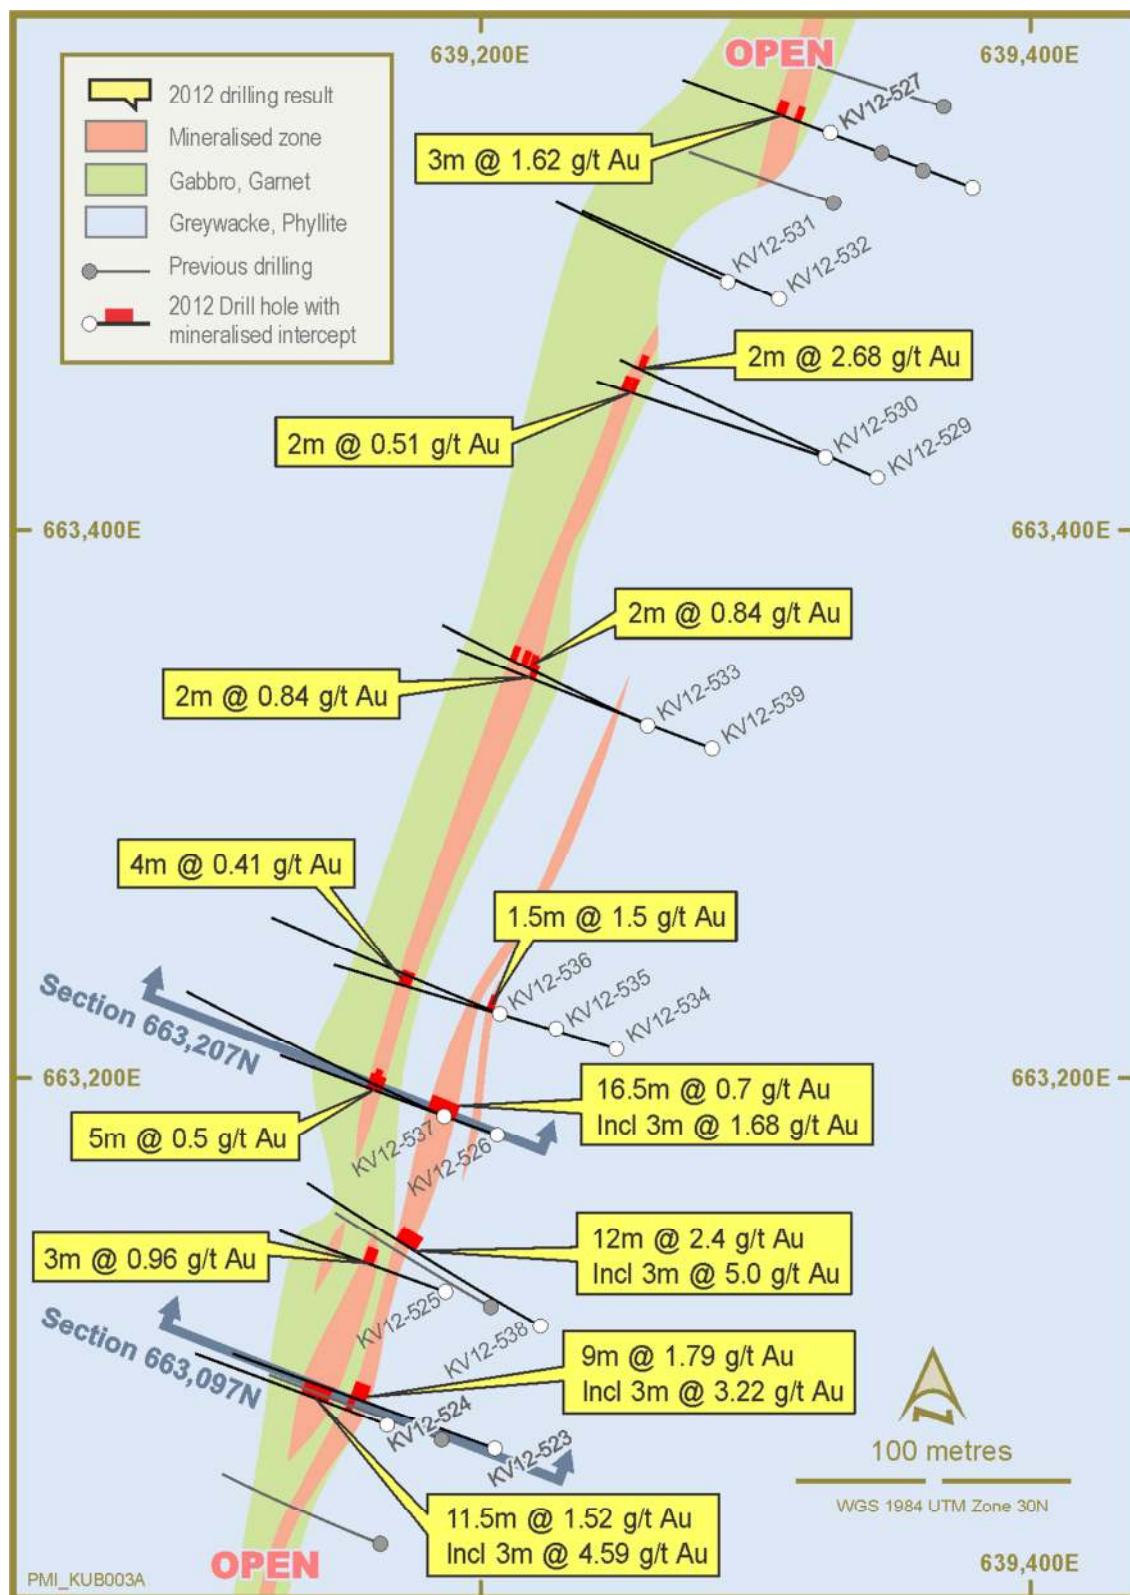 639,200E
639,400E
OPEN
2012 drilling result
Mineralised zone
Gabbro, Garnet
Greywacke, Phyllite
Previous drilling
2012 Drill hole with
mineralised intercept
KV12-527
3m @ 1.62 g/t Au
KV12-531
KV12-532
2m @ 2.68 g/t Au
2m @ 0.51 g/t Au
KV12-530
KV12-529
663,400E
663,400E
2m @ 0.84 g/t Au
2m @ 0.84 g/t Au
KV12-533
KV12-539
4m @ 0.41 g/t Au
1.5m @ 1.5 g/t Au
KV12-536
KV12-535
KV12-534
Section 663,207N
663,200E
663,200E
16.5m @ 0.7 g/t Au
Incl 3m @ 1.68 g/t Au
5m @ 0.5 g/t Au
KV12-537
KV12-526
12m @ 2.4 g/t Au
Incl 3m @ 5.0 g/t Au
3m @ 0.96 g/t Au
KV12-525
KV12-538
Section 663,097N
9m @ 1.79 g/t Au
Incl 3m @ 3.22 g/t Au
KV12-524
KV12-523
N
100 metres
WGS 1984 UTM Zone 30N
11.5m @ 1.52 g/t Au
Incl 3m @ 4.59 g/t Au
OPEN
639,400E
PMI_KUB003A